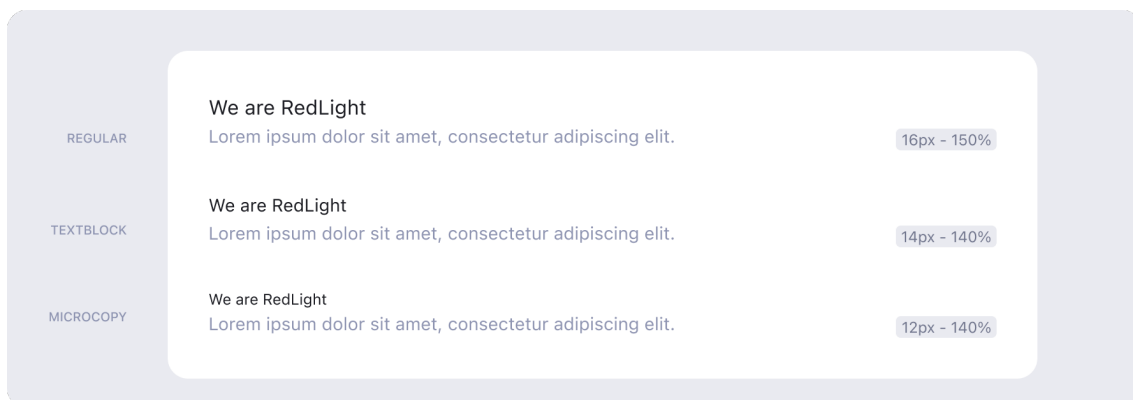 We are RedLight
REGULAR
Lorem ipsum dolor sit amet, consectetur adipiscing elit.
16px - 150%
We are RedLight
TEXTBLOCK
Lorem ipsum dolor sit amet, consectetur adipiscing elit.
14px - 140%
We are RedLight
MICROCOPY
Lorem ipsum dolor sit amet, consectetur adipiscing elit.
12px - 140%